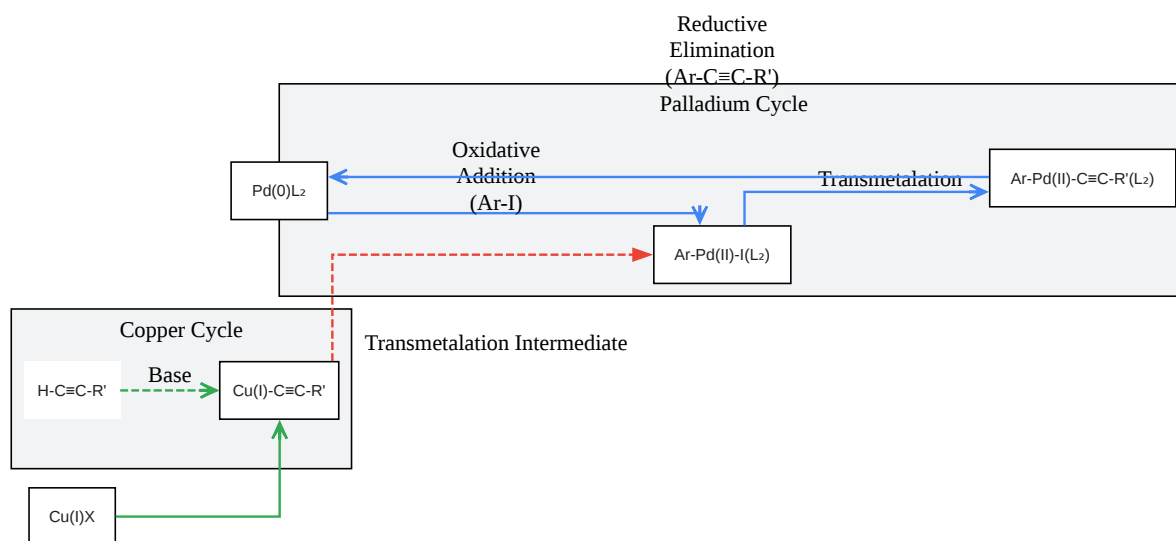 Reductive
Elimination
(Ar-C≡C-R')
Palladium Cycle
Oxidative
Addition
(Ar-I)
Transmetalation
Pd(0)L₂
Ar-Pd(II)-C≡C-R'(L₂)
Ar-Pd(II)-I(L₂)
Copper Cycle
Transmetalation Intermediate
Base
H-C≡C-R'
Cu(I)-C≡C-R'
Cu(I)X